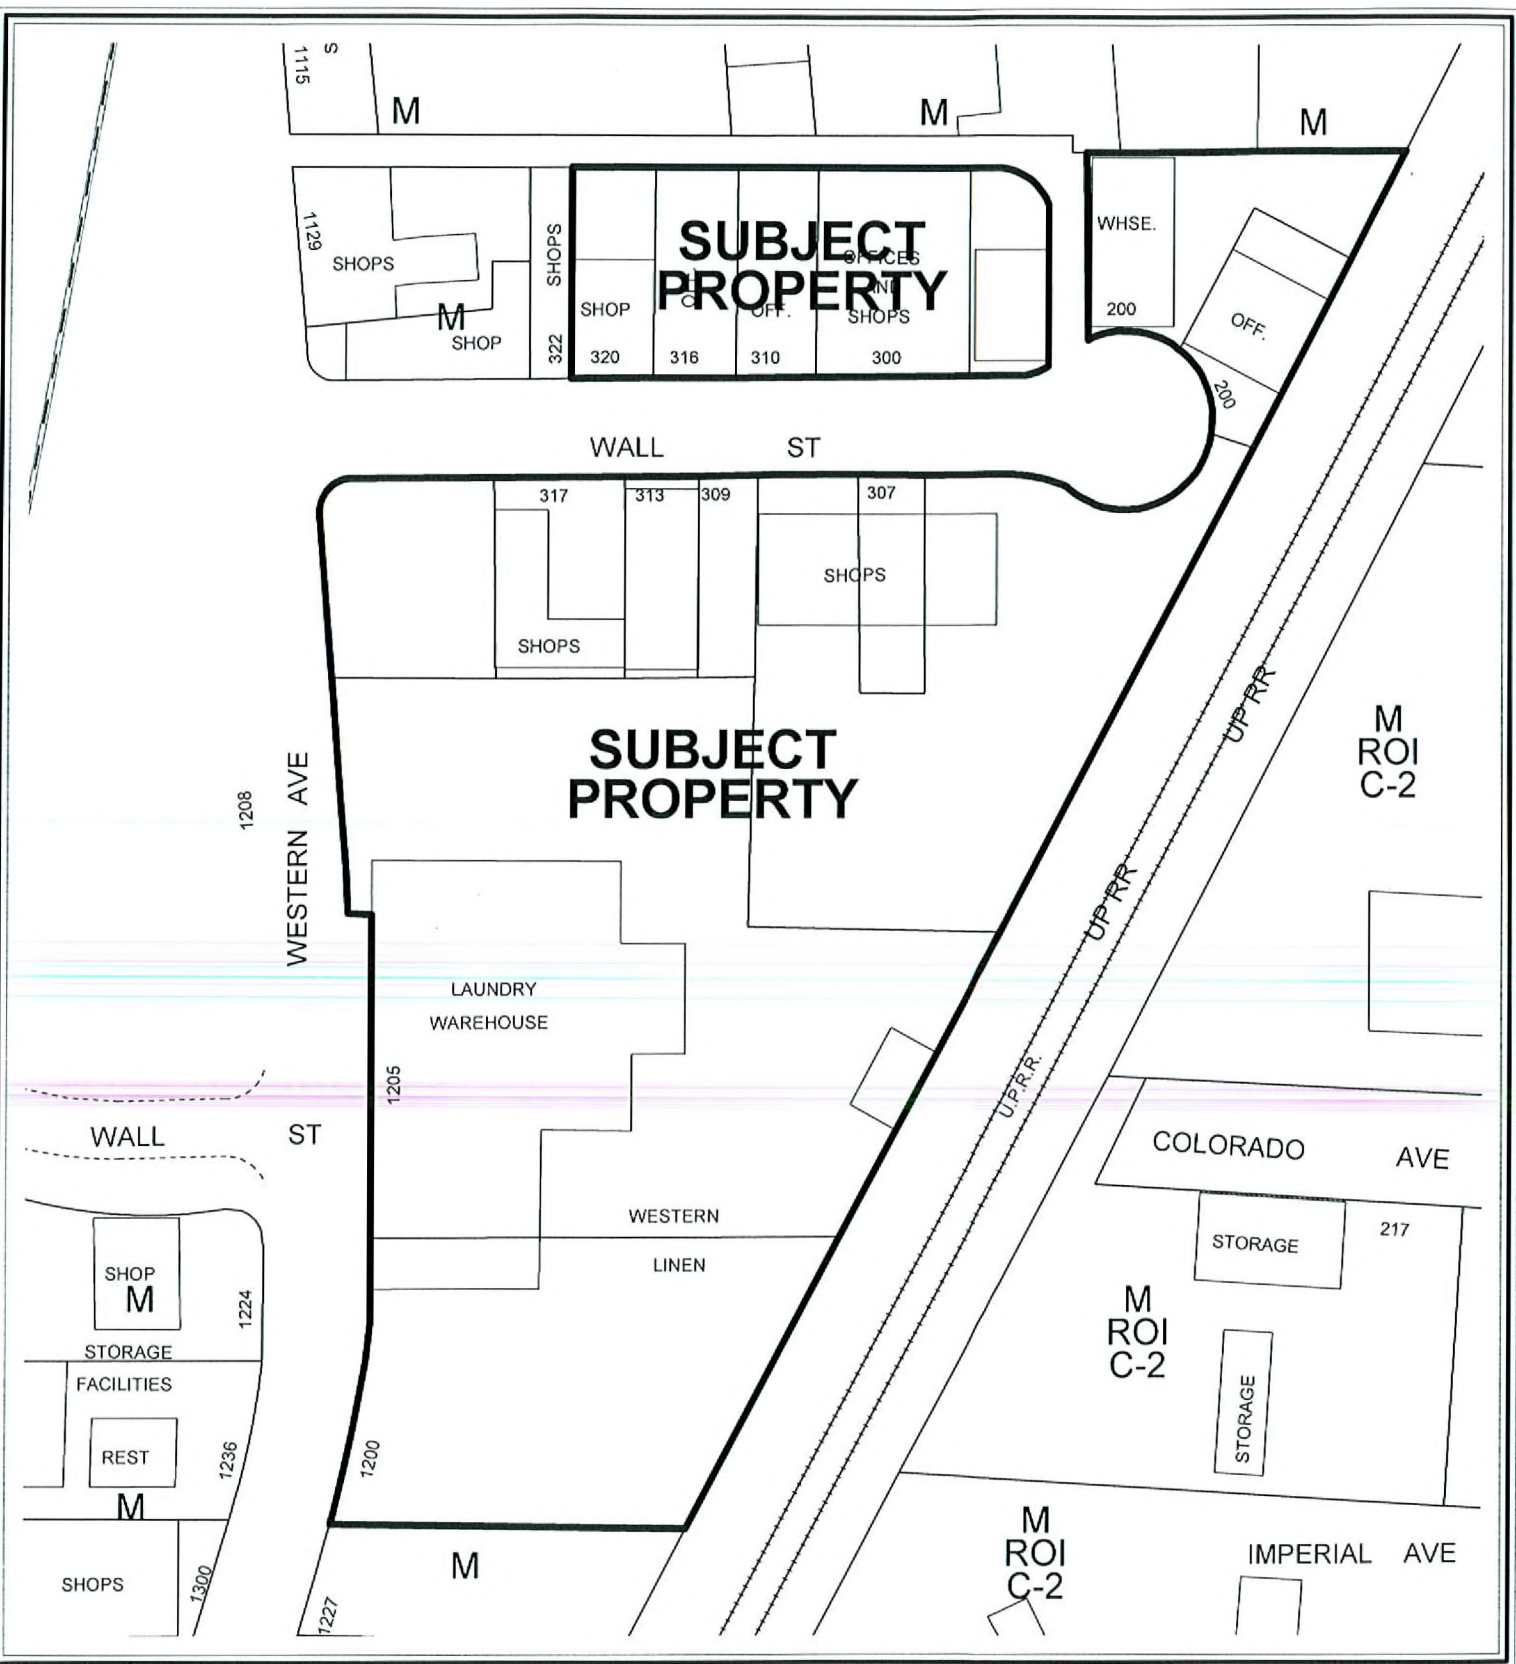 1115
S
M
M
M
1129
SHOPS
M
SHOP
SHOPS
322
SHOP
320
316
OFF.
310
SUBJECT
PROPERTY
OFFICES
AND
SHOPS
300
WHSE.
200
OFF.
200
WALL ST
317
313
309
307
SHOPS
SHOPS
SUBJECT
PROPERTY
1208
WESTERN AVE
LAUNDRY
WAREHOUSE
1205
WALL ST
WESTERN
LINEN
UP RR
UP RR
U.P.R.R.
M
ROI
C-2
COLORADO AVE
STORAGE
217
M
ROI
C-2
STORAGE
SHOP
M
1224
STORAGE
FACILITIES
REST
1236
M
SHOPS
1300
1200
M
1227
M
ROI
C-2
IMPERIAL AVE